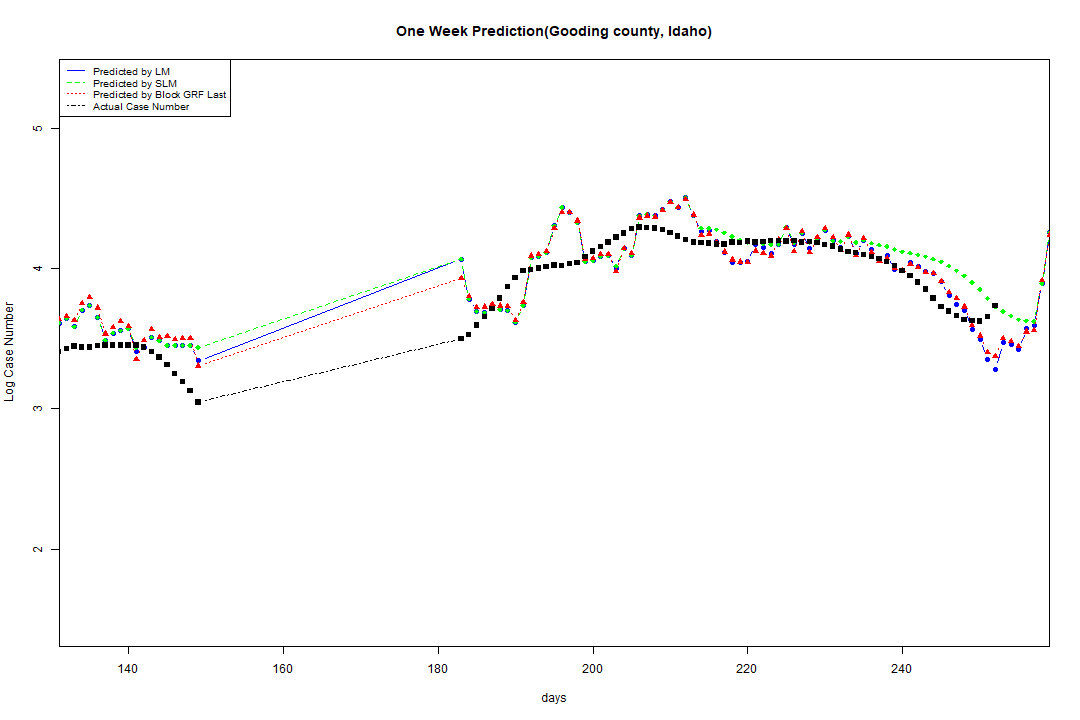 One Week Prediction(Gooding county, Idaho)
Predicted by LM
Predicted by SLM
Predicted by Block GRF Last
Actual Case Number
Log Case Number
5
4
3
2
140 160 180 200 220 240
days